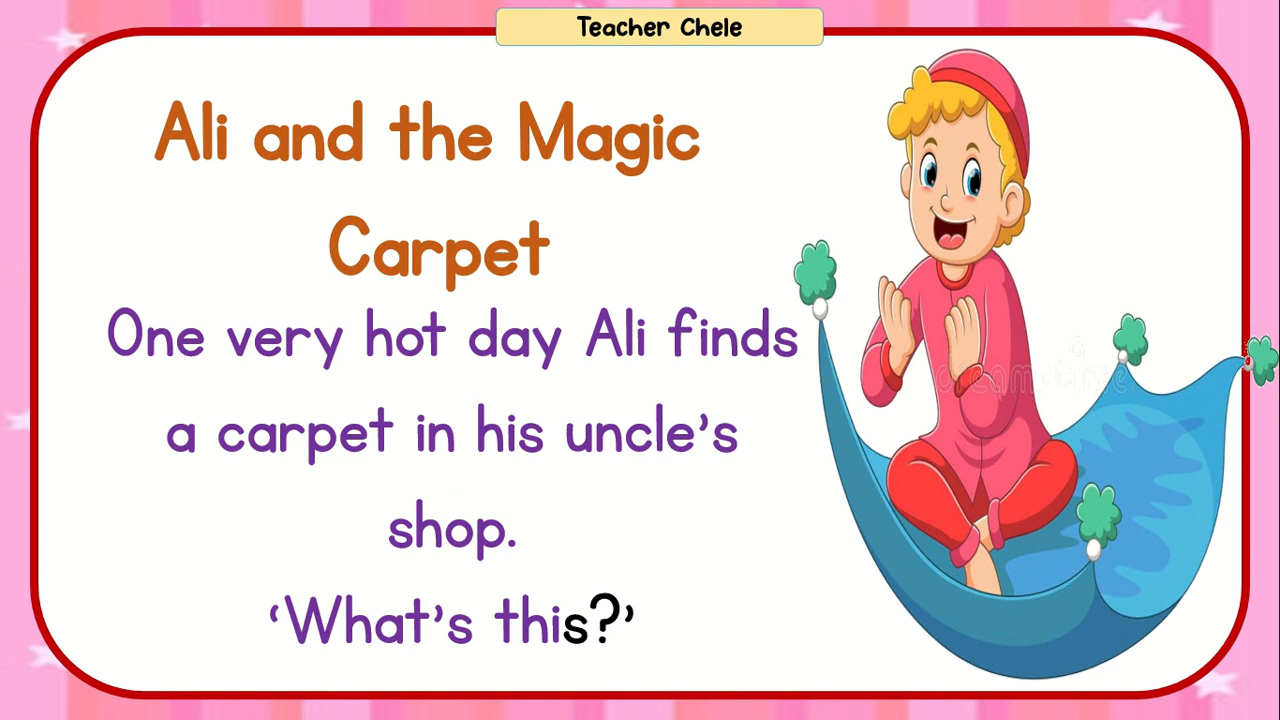 Teacher Chele
Ali and the Magic
Carpet
One very hot day Ali finds
a carpet in his uncle’s
shop.
‘What’s this?’